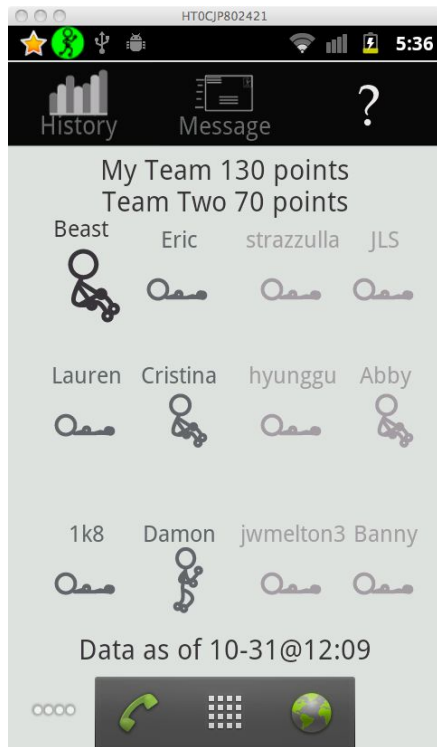 HT0CJP802421
5:36
History Message ?
My Team 130 points
Team Two 70 points
Beast Eric strazzulla JLS
Lauren Cristina hyunggu Abby
1k8 Damon jwmelton3 Banny
Data as of 10-31@12:09